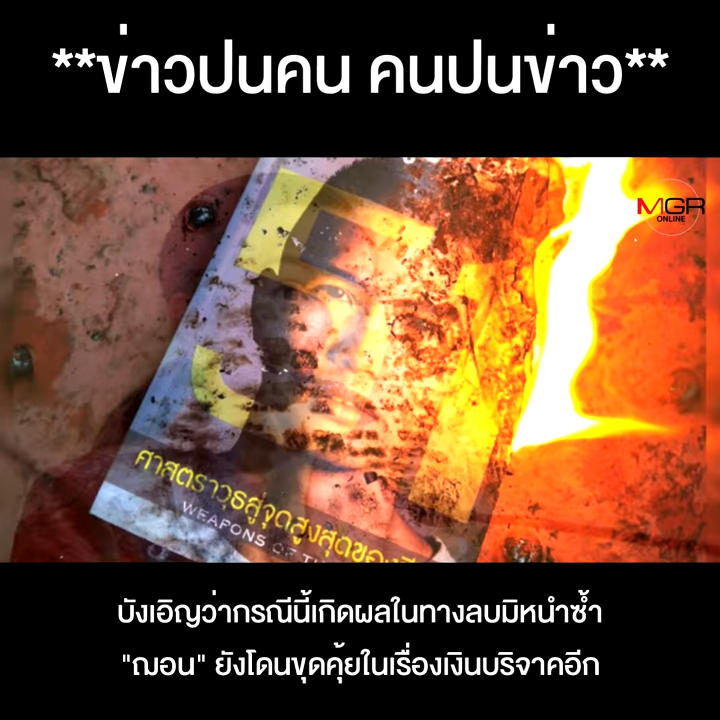 **ข่าวปนคน คนปนข่าว**
MGR
ONLINE
ศาสตราวุธสู่จุดสูงสุดของ
WEAPONS OF
บังเอิญว่ากรณีนี้เกิดผลในทางลบมิหนำซ้ำ
"ฌอน" ยังโดนขุดคุ้ยในเรื่องเงินบริจาคอีก